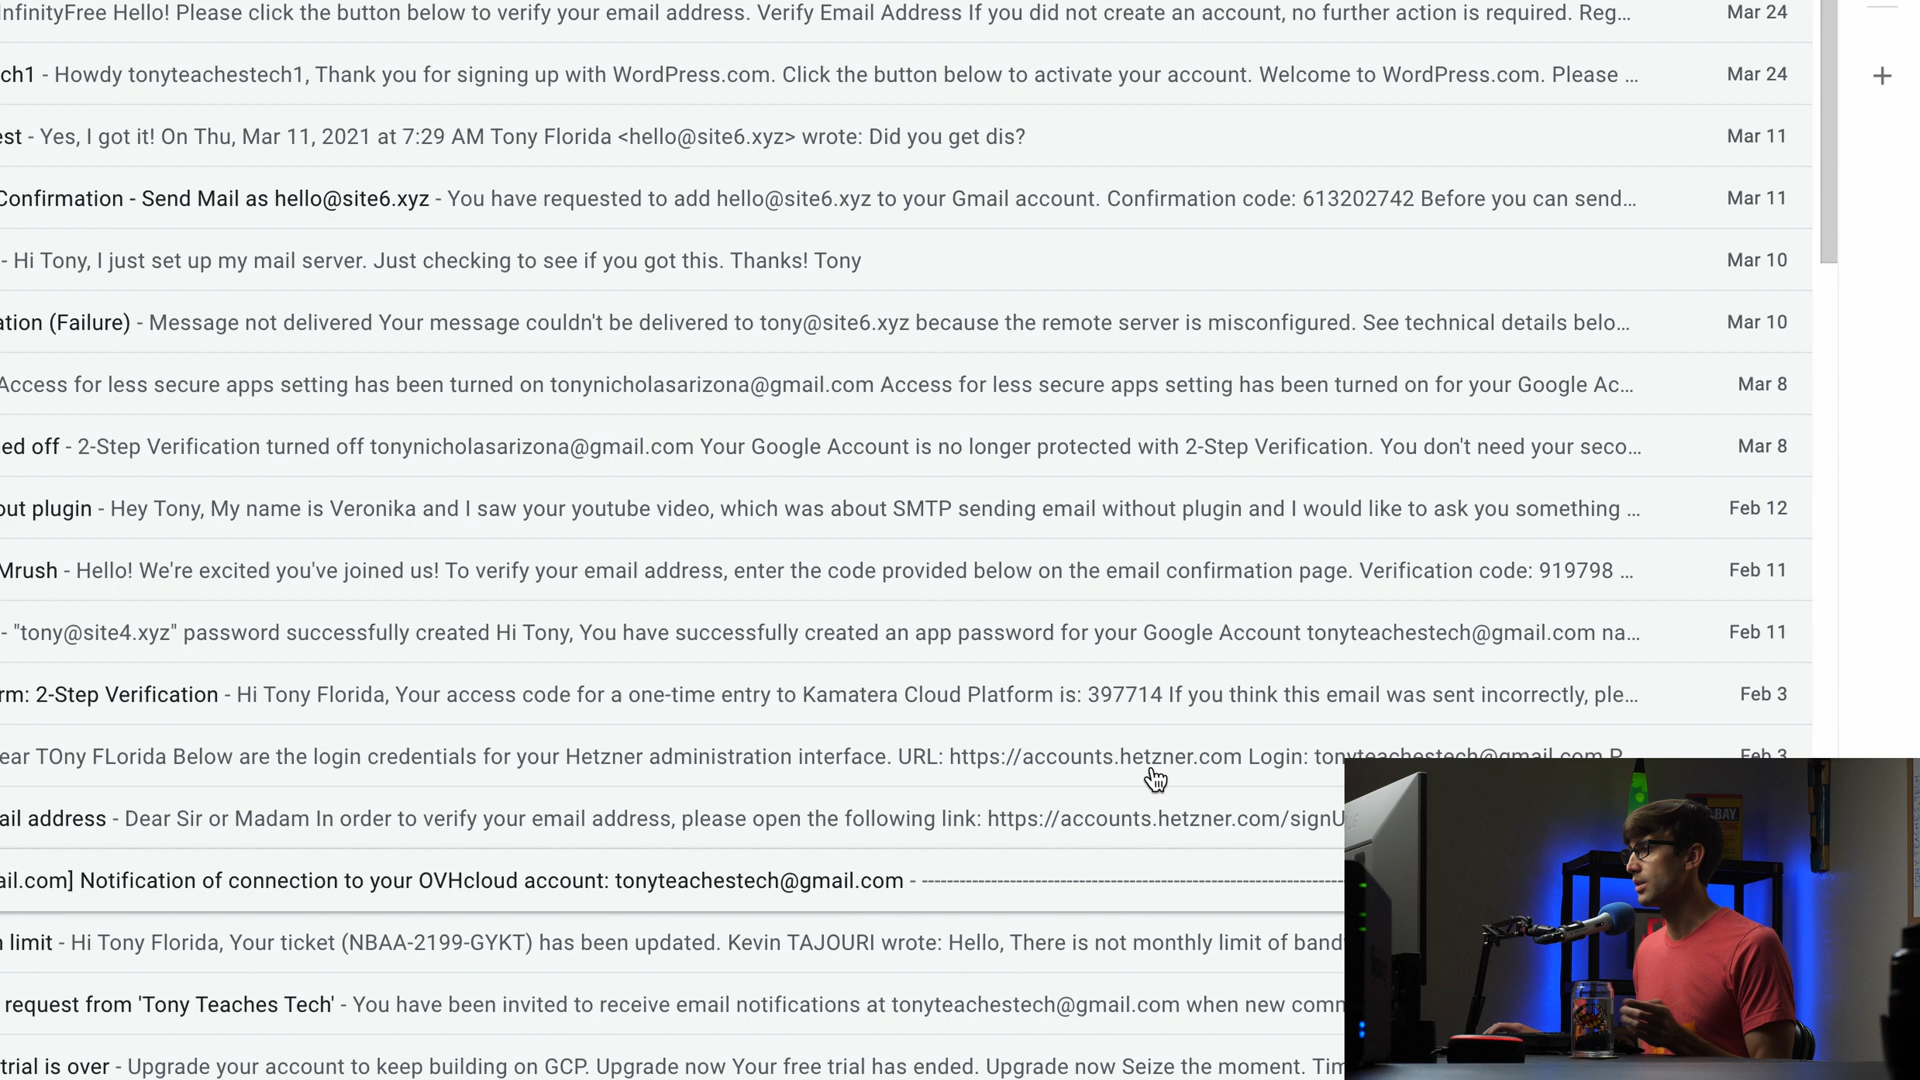 nfinityFree Hello! Please click the button below to verify your email address. Verify Email Address If you did not create an account, no further action is required. Reg... Mar 24
ch1 - Howdy tonyteachestech1, Thank you for signing up with WordPress.com. Click the button below to activate your account. Welcome to WordPress.com. Please ... Mar 24
est - Yes, I got it! On Thu, Mar 11, 2021 at 7:29 AM Tony Florida <hello@site6.xyz> wrote: Did you get dis? Mar 11
Confirmation - Send Mail as hello@site6.xyz - You have requested to add hello@site6.xyz to your Gmail account. Confirmation code: 613202742 Before you can send... Mar 11
- Hi Tony, I just set up my mail server. Just checking to see if you got this. Thanks! Tony Mar 10
ation (Failure) - Message not delivered Your message couldn't be delivered to tony@site6.xyz because the remote server is misconfigured. See technical details belo... Mar 10
Access for less secure apps setting has been turned on tonynicholasarizona@gmail.com Access for less secure apps setting has been turned on for your Google Ac... Mar 8
ed off - 2-Step Verification turned off tonynicholasarizona@gmail.com Your Google Account is no longer protected with 2-Step Verification. You don't need your seco... Mar 8
out plugin - Hey Tony, My name is Veronika and I saw your youtube video, which was about SMTP sending email without plugin and I would like to ask you something ... Feb 12
Mrush - Hello! We're excited you've joined us! To verify your email address, enter the code provided below on the email confirmation page. Verification code: 919798 ... Feb 11
- "tony@site4.xyz" password successfully created Hi Tony, You have successfully created an app password for your Google Account tonyteachestech@gmail.com na... Feb 11
rm: 2-Step Verification - Hi Tony Florida, Your access code for a one-time entry to Kamatera Cloud Platform is: 397714 If you think this email was sent incorrectly, ple... Feb 3
ear TOny FLorida Below are the login credentials for your Hetzner administration interface. URL: https://accounts.hetzner.com Login: tonyteachestech@gmail.com P... Feb 3
ail address - Dear Sir or Madam In order to verify your email address, please open the following link: https://accounts.hetzner.com/signU
ail.com] Notification of connection to your OVHcloud account: tonyteachestech@gmail.com - ----------------------------------------
n limit - Hi Tony Florida, Your ticket (NBAA-2199-GYKT) has been updated. Kevin TAJOURI wrote: Hello, There is not monthly limit of band
request from 'Tony Teaches Tech' - You have been invited to receive email notifications at tonyteachestech@gmail.com when new comm
trial is over - Upgrade your account to keep building on GCP. Upgrade now Your free trial has ended. Upgrade now Seize the moment. Tim